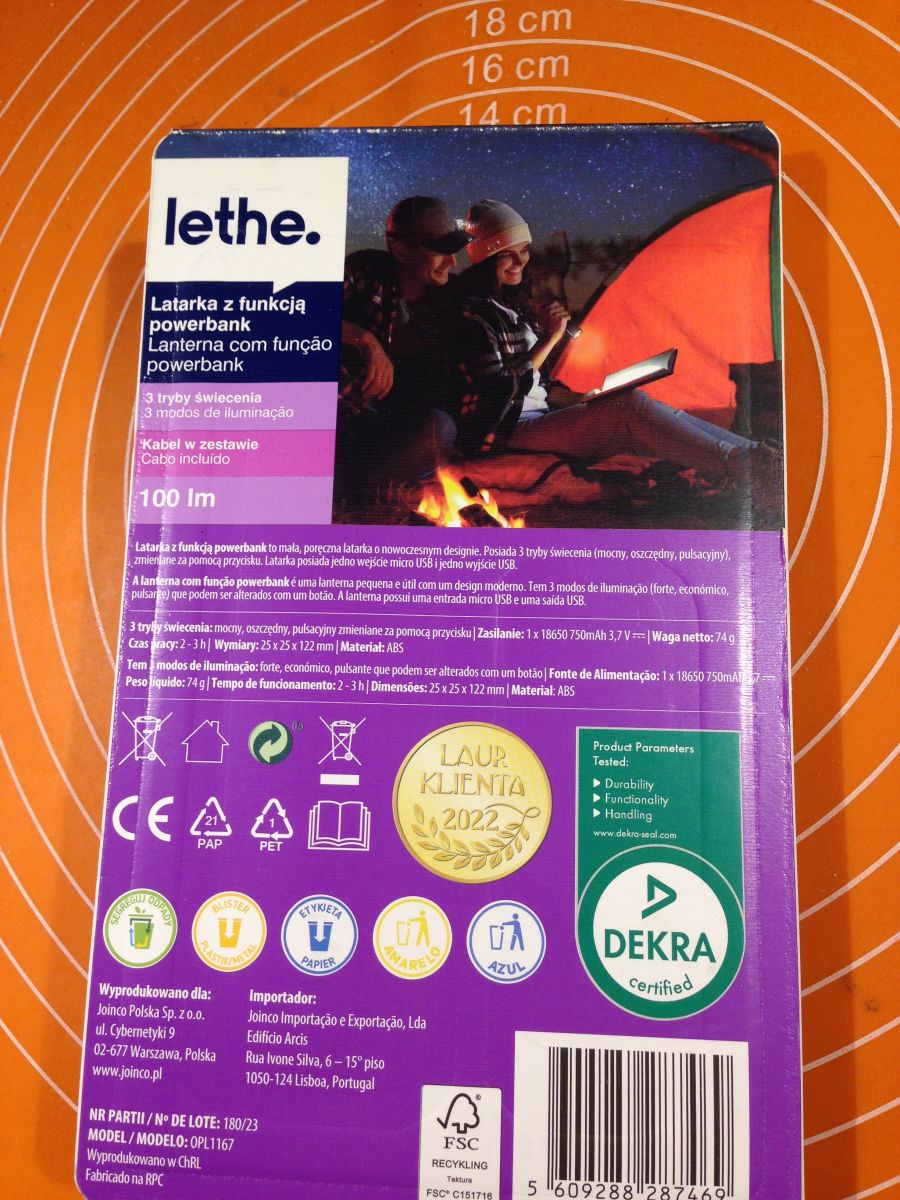 18 cm
16 cm
14 cm
lethe.
Latarka z funkcją
powerbank
Lanterna com função
powerbank
3 tryby świecenia
3 modos de iluminação
Kabel w zestawie
Cabo incluído
100 lm
Latarka z funkcją powerbank to mała, poręczna latarka o nowoczesnym designie. Posiada 3 tryby świecenia (mocny, oszczędny, pulsacyjny),
zmieniane za pomocą przycisku. Latarka posiada jedno wejście micro USB i jedno wyjście USB.
A lanterna com função powerbank é uma lanterna pequena e útil com um design moderno. Tem 3 modos de iluminação (forte, económico,
pulsante) que podem ser alterados com um botão. A lanterna possui uma entrada micro USB e uma saída USB.
3 tryby świecenia: mocny, oszczędny, pulsacyjny zmieniane za pomocą przycisku | Zasilanie: 1 x 18650 750mAh 3,7 V ⎓ | Waga netto: 74 g
Czas pracy: 2 - 3 h | Wymiary: 25 x 25 x 122 mm | Materiał: ABS
Tem 3 modos de iluminação: forte, económico, pulsante que podem ser alterados com um botão | Fonte de Alimentação: 1 x 18650
Peso líquido: 74 g | Tempo de funcionamento: 2 - 3 h | Dimensões: 25 x 25 x 122 mm | Material: ABS
LAUR
KLIENTA
2022
Product Parameters
Tested:
Durability
Functionality
Handling
www.dekra-seal.com
DEKRA
certified
CE
21
PAP
1
PET
SEGREGUJ ODPADY
BLISTER
PLASTIK/METAL
ETYKIETA
PAPIER
AMARELO
AZUL
Wyprodukowano dla:
Joinco Polska Sp. z o.o.
ul. Cybernetyki 9
02-677 Warszawa, Polska
www.joinco.pl
Importador:
Joinco Importação e Exportação, Lda
Edifício Arcis
Rua Ivone Silva, 6 – 15° piso
1050-124 Lisboa, Portugal
NR PARTII / Nº DE LOTE: 180/23
MODEL / MODELO: OPL1167
Wyprodukowano w ChRL
Fabricado na RPC
FSC
RECYKLING
Tektura
FSC® C151716
5 609288 287469